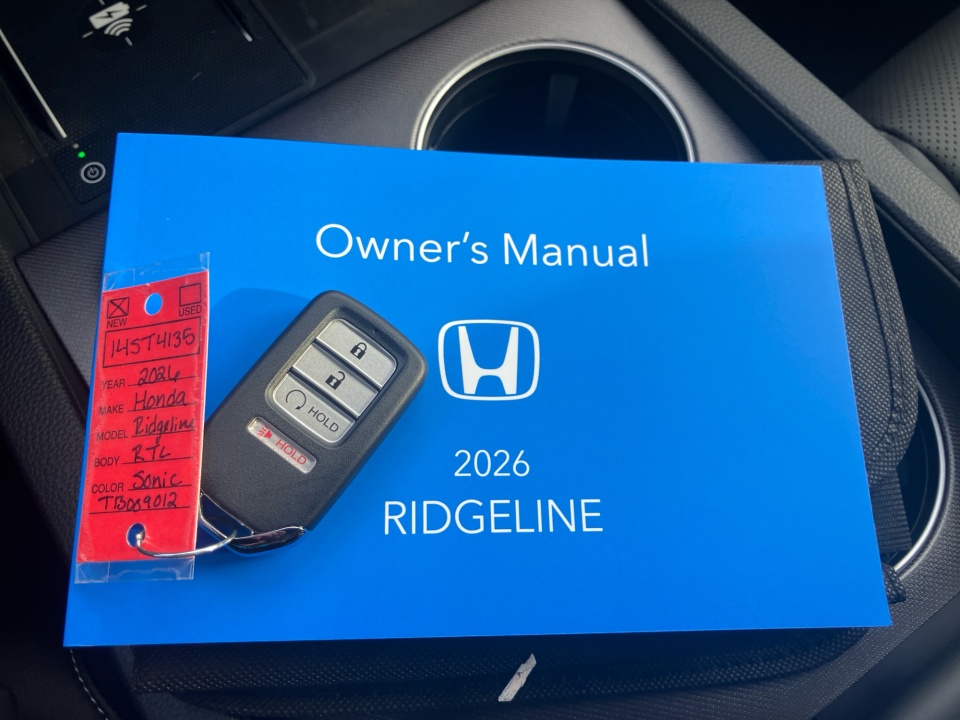 Owner's Manual
2026
RIDGELINE
NEW
USED
14ST4135
YEAR 2026
MAKE Honda
MODEL Ridgeline
BODY RTL
COLOR Sonic
TB009012
HOLD
HOLD